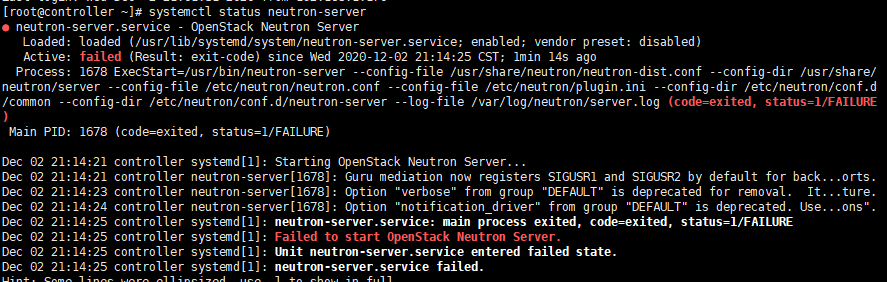 [root@controller ~]# systemctl status neutron-server
● neutron-server.service - OpenStack Neutron Server
Loaded: loaded (/usr/lib/systemd/system/neutron-server.service; enabled; vendor preset: disabled)
Active: failed (Result: exit-code) since Wed 2020-12-02 21:14:25 CST; 1min 14s ago
Process: 1678 ExecStart=/usr/bin/neutron-server --config-file /usr/share/neutron/neutron-dist.conf --config-dir /usr/share/
neutron/server --config-file /etc/neutron/neutron.conf --config-file /etc/neutron/plugin.ini --config-dir /etc/neutron/conf.d
/common --config-dir /etc/neutron/conf.d/neutron-server --log-file /var/log/neutron/server.log (code=exited, status=1/FAILURE
)
Main PID: 1678 (code=exited, status=1/FAILURE)
Dec 02 21:14:21 controller systemd[1]: Starting OpenStack Neutron Server...
Dec 02 21:14:21 controller neutron-server[1678]: Guru mediation now registers SIGUSR1 and SIGUSR2 by default for back...orts.
Dec 02 21:14:23 controller neutron-server[1678]: Option "verbose" from group "DEFAULT" is deprecated for removal.  It...ture.
Dec 02 21:14:24 controller neutron-server[1678]: Option "notification_driver" from group "DEFAULT" is deprecated. Use...ons".
Dec 02 21:14:25 controller systemd[1]: neutron-server.service: main process exited, code=exited, status=1/FAILURE
Dec 02 21:14:25 controller systemd[1]: Failed to start OpenStack Neutron Server.
Dec 02 21:14:25 controller systemd[1]: Unit neutron-server.service entered failed state.
Dec 02 21:14:25 controller systemd[1]: neutron-server.service failed.
Hint: Some lines were ellipsized, use -l to show in full.